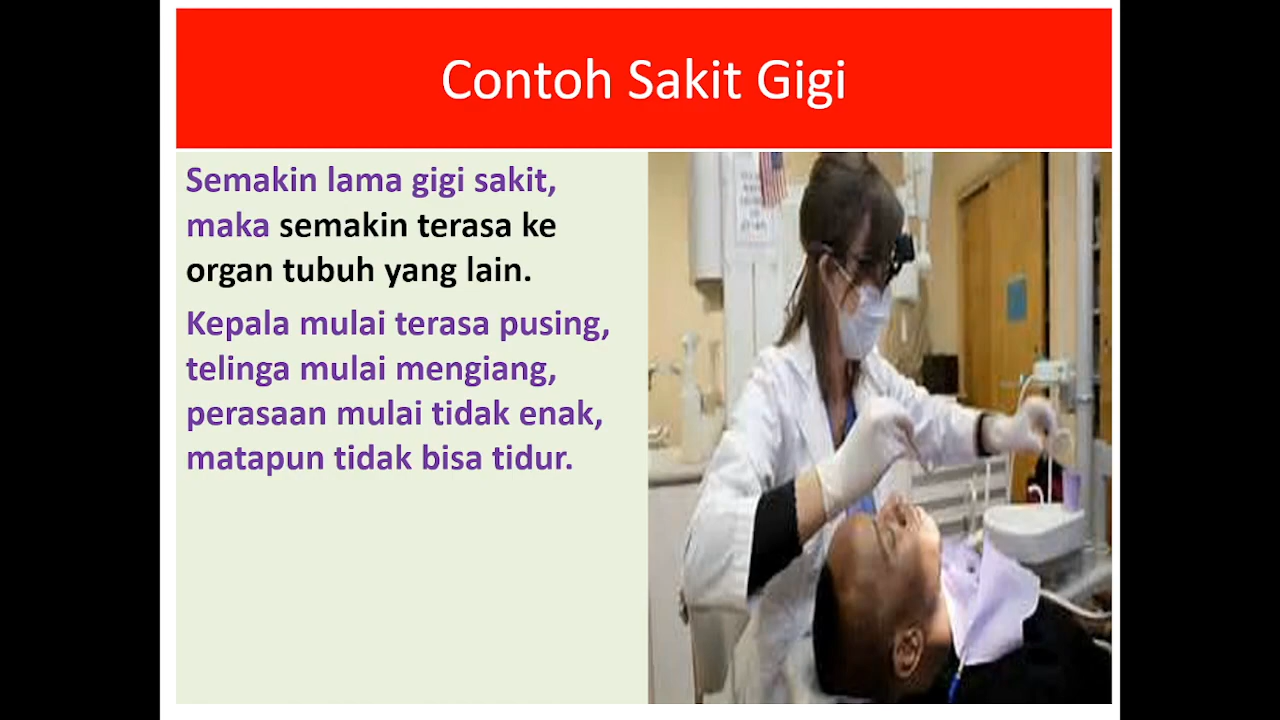 Contoh Sakit Gigi
Semakin lama gigi sakit,
maka semakin terasa ke
organ tubuh yang lain.
Kepala mulai terasa pusing,
telinga mulai mengiang,
perasaan mulai tidak enak,
matapun tidak bisa tidur.